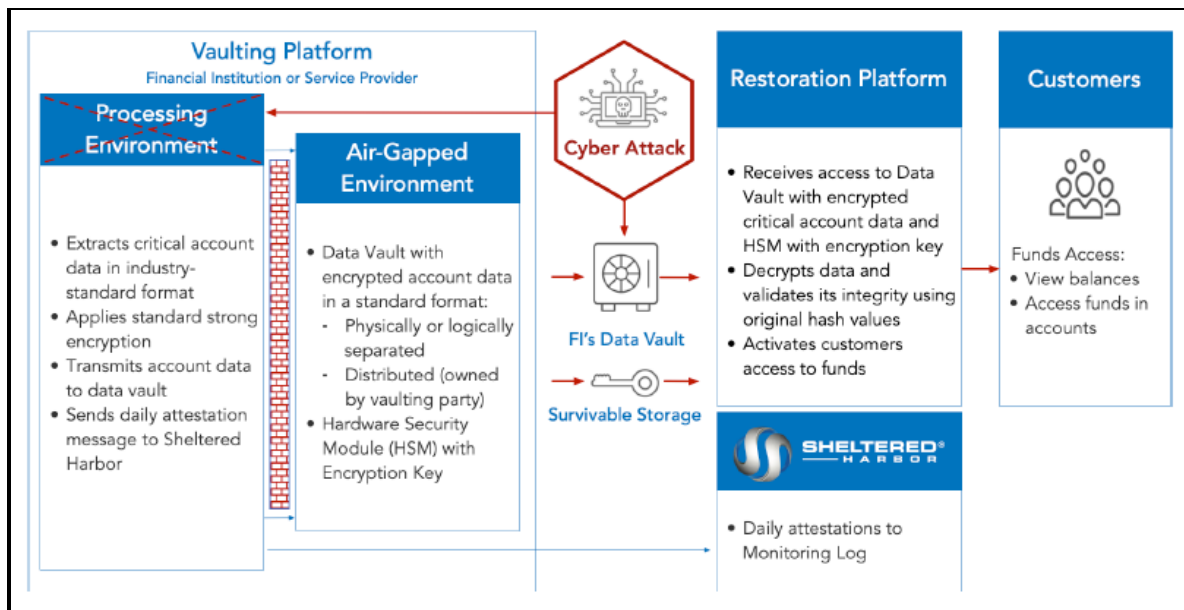 Vaulting Platform
Financial Institution or Service Provider
Processing
Environment
• Extracts critical account
data in industry-
standard format
• Applies standard strong
encryption
• Transmits account data
to data vault
• Sends daily attestation
message to Sheltered
Harbor
Air-Gapped
Environment
• Data Vault with
encrypted account data
in a standard format:
- Physically or logically
separated
- Distributed (owned
by vaulting party)
• Hardware Security
Module (HSM) with
Encryption Key
Cyber Attack
FI's Data Vault
Survivable Storage
Restoration Platform
• Receives access to Data
Vault with encrypted
critical account data and
HSM with encryption key
• Decrypts data and
validates its integrity using
original hash values
• Activates customers
access to funds
SHELTERED®
HARBOR
• Daily attestations to
Monitoring Log
Customers
Funds Access:
• View balances
• Access funds in
accounts